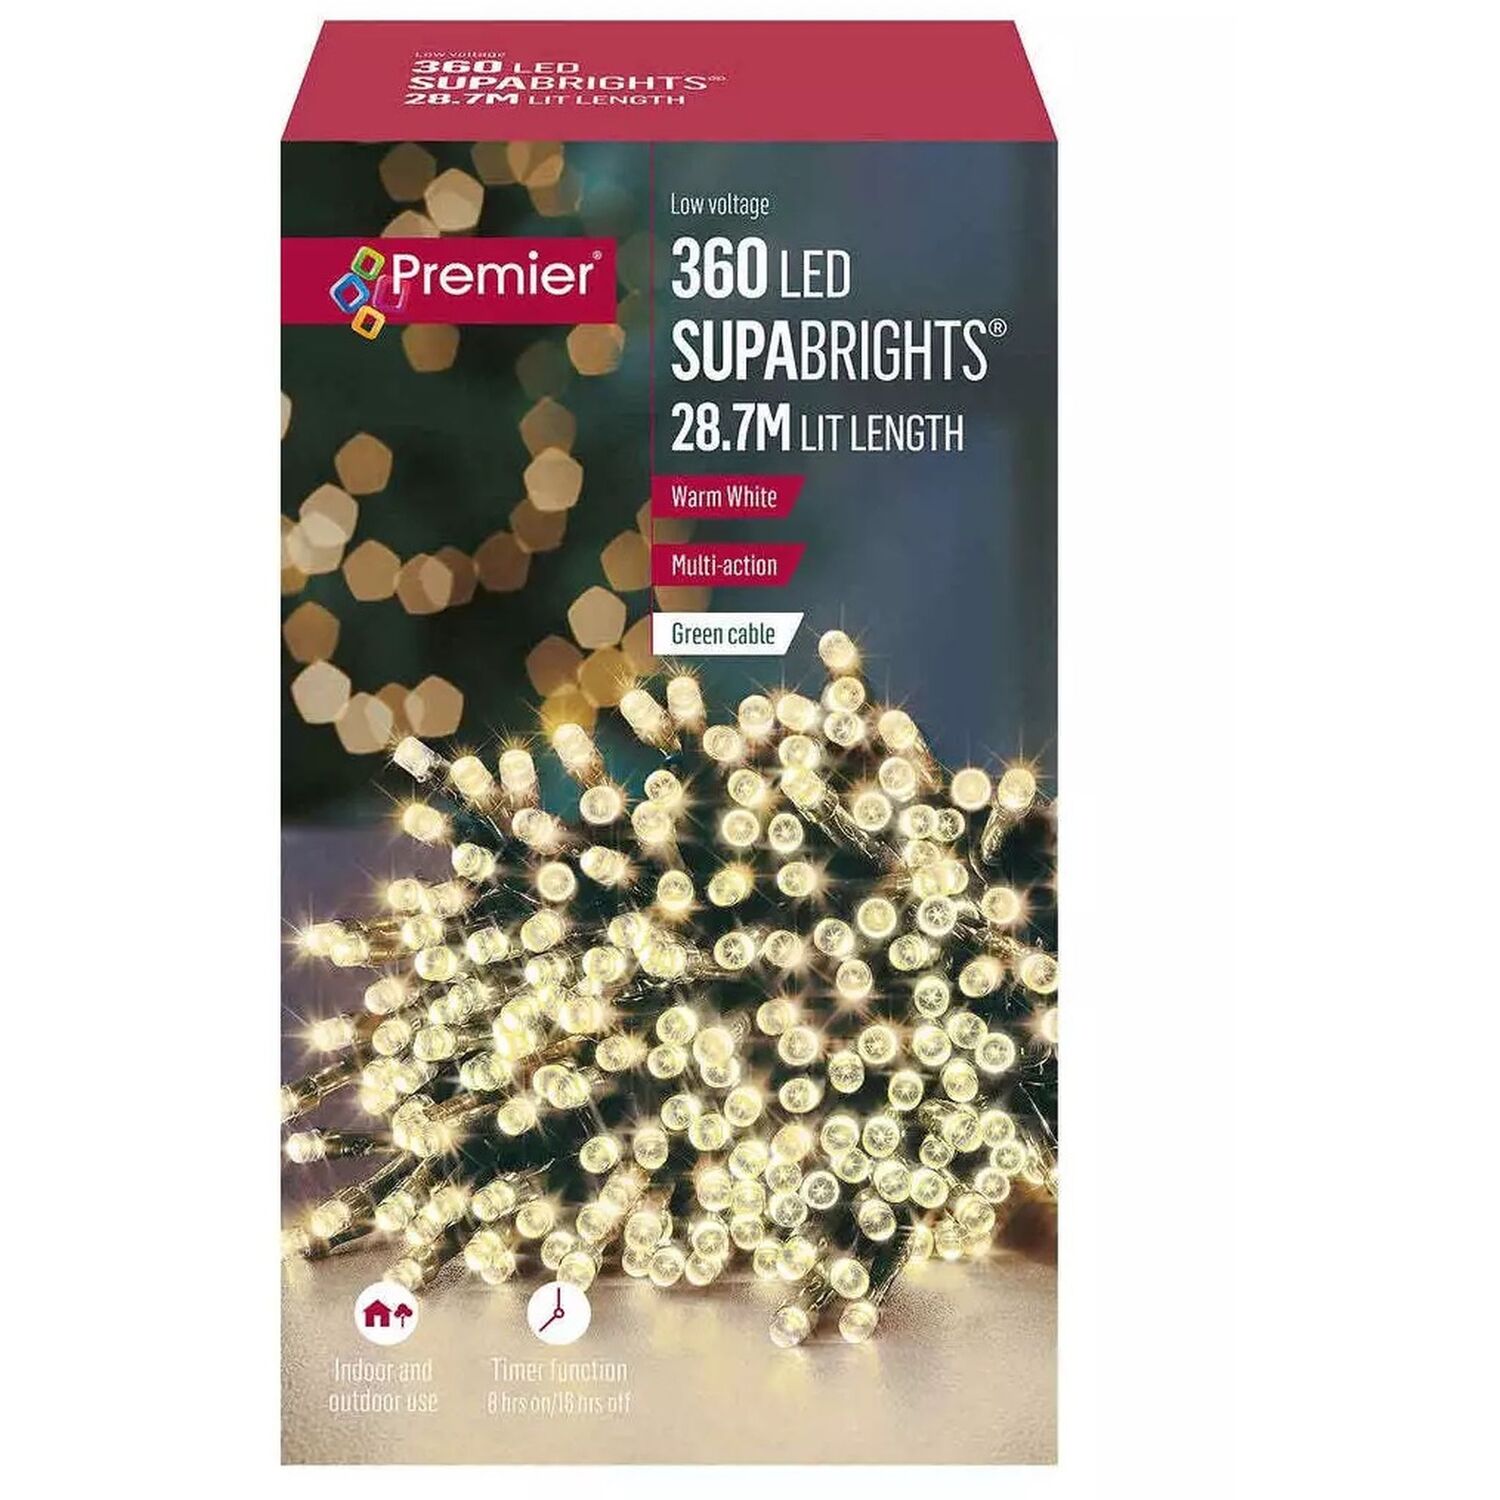 Low voltage
360 LED
SUPABRIGHTS®
28.7M LIT LENGTH
Premier®
Low voltage
360 LED
SUPABRIGHTS®
28.7M LIT LENGTH
Warm White
Multi-action
Green cable
Indoor and
outdoor use
Timer function
8 hrs on/16 hrs off